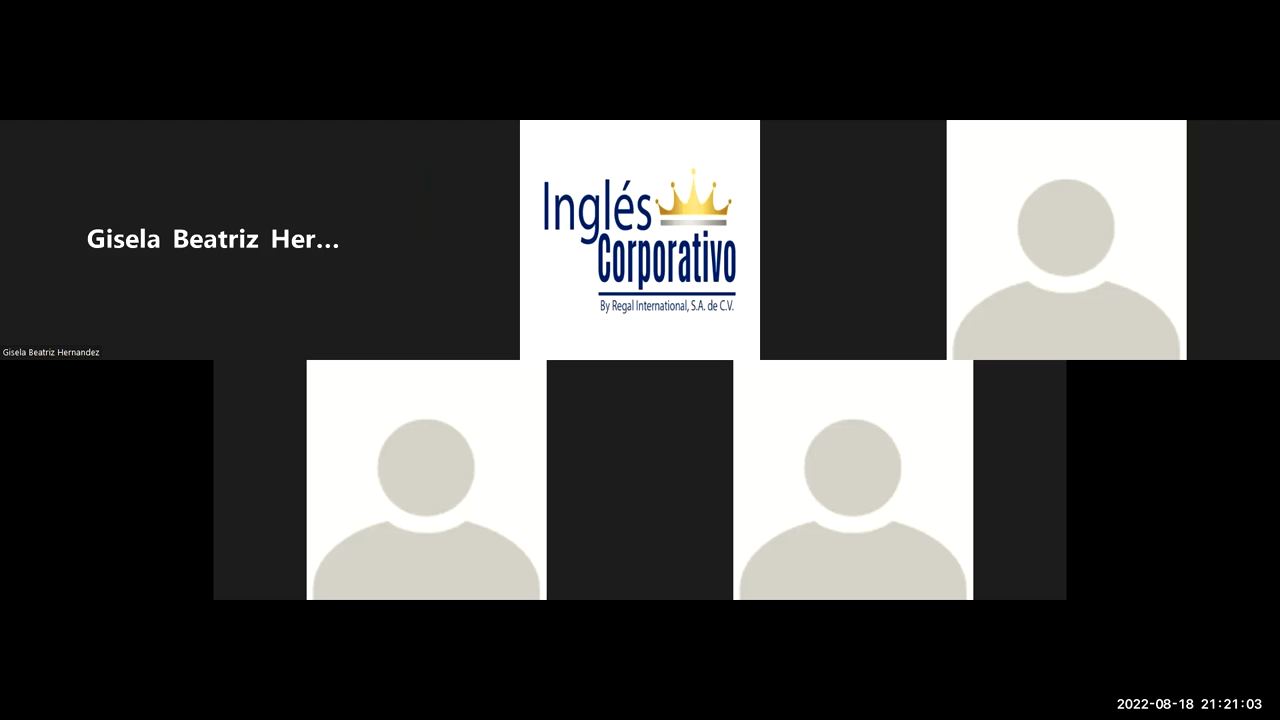 Gisela Beatriz Her...
Gisela Beatriz Hernandez
Inglés
Corporativo
By Regal International, S.A. de C.V.
2022-08-18 21:21:03